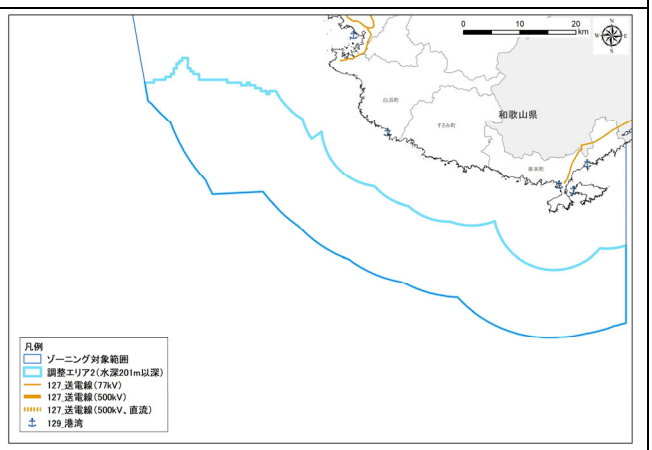 0 10 20
km
N
W E
S
和歌山県
白浜町
すさみ町
串本町
凡例
ゾーニング対象範囲
調整エリア2(水深201m以深)
127_送電線(77kV)
127_送電線(500kV)
127_送電線(500kV、直流)
129_港湾